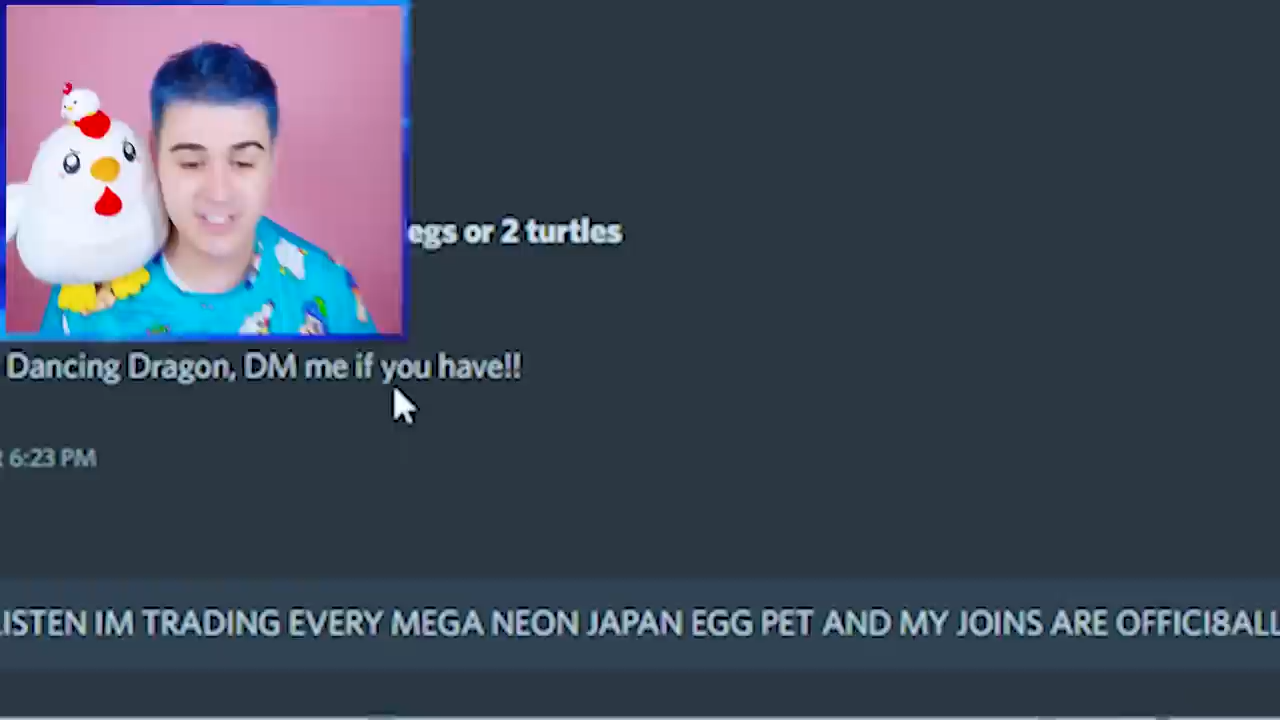 egs or 2 turtles
Dancing Dragon, DM me if you have!!
6:23 PM
ISTEN IM TRADING EVERY MEGA NEON JAPAN EGG PET AND MY JOINS ARE OFFICI8ALL